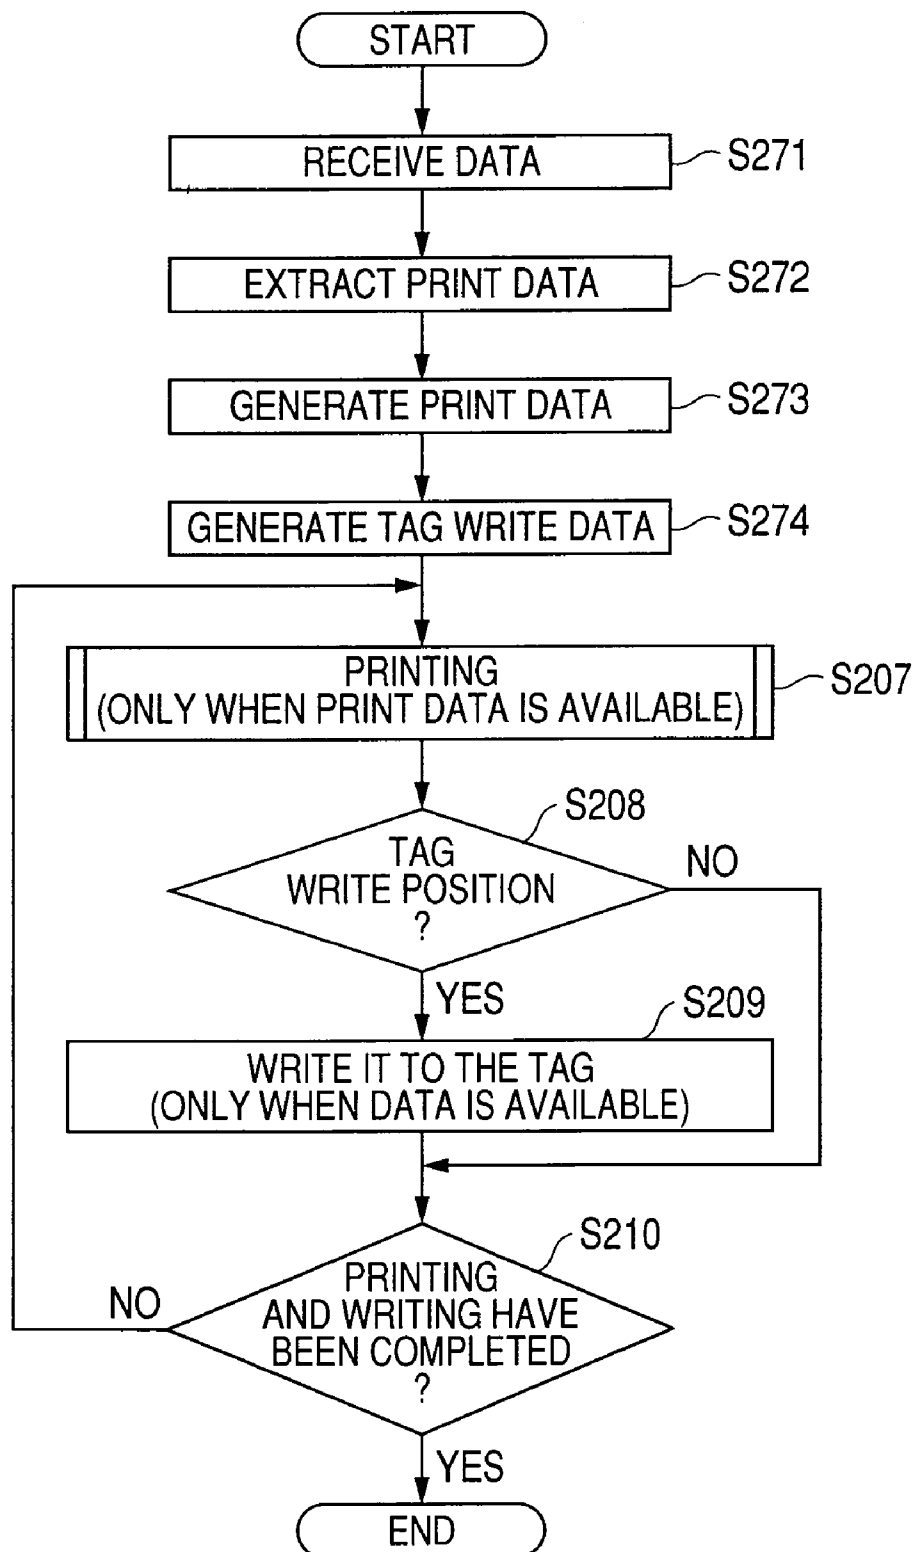 START
RECEIVE DATA
S271
EXTRACT PRINT DATA
S272
GENERATE PRINT DATA
S273
GENERATE TAG WRITE DATA
S274
PRINTING
(ONLY WHEN PRINT DATA IS AVAILABLE)
S207
S208
TAG
WRITE POSITION
?
NO
YES
S209
WRITE IT TO THE TAG
(ONLY WHEN DATA IS AVAILABLE)
S210
PRINTING
AND WRITING HAVE
BEEN COMPLETED
?
NO
YES
END